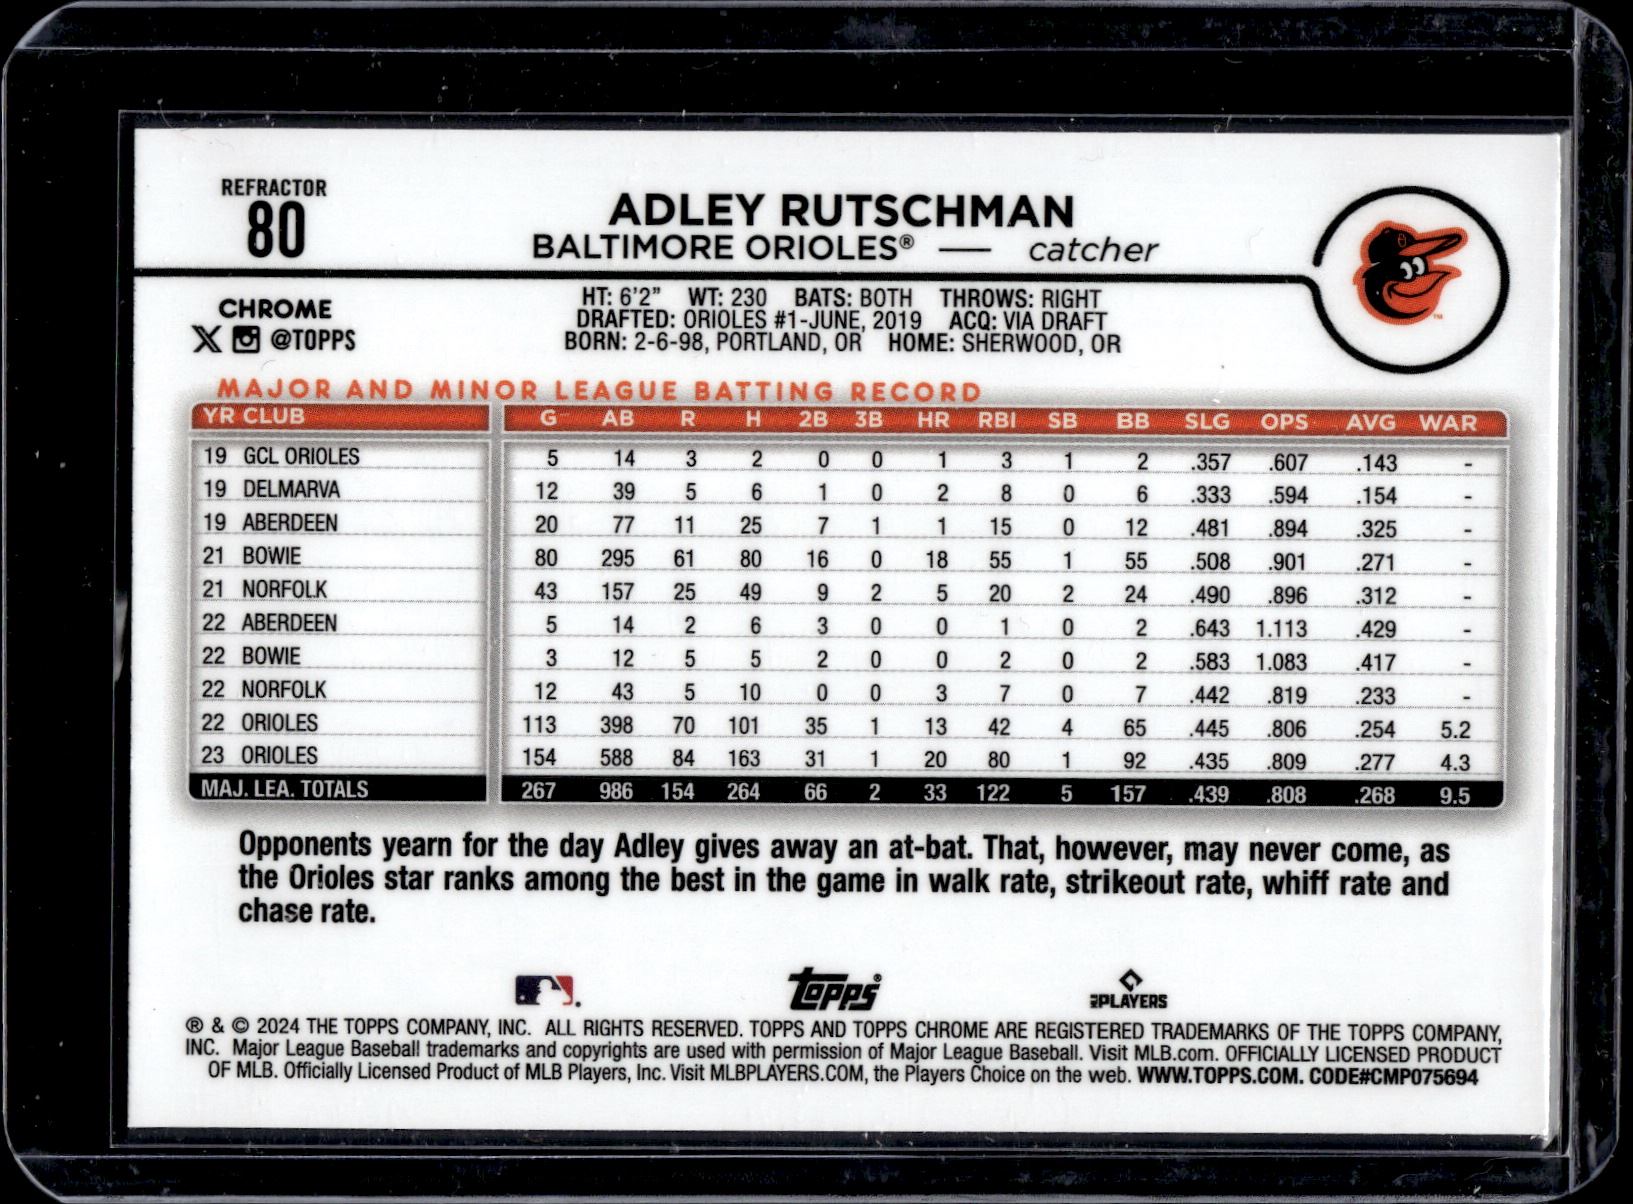 REFRACTOR
80
ADLEY RUTSCHMAN
BALTIMORE ORIOLES® — catcher
CHROME
@TOPPS
HT: 6'2" WT: 230 BATS: BOTH THROWS: RIGHT
DRAFTED: ORIOLES #1-JUNE, 2019 ACQ: VIA DRAFT
BORN: 2-6-98, PORTLAND, OR HOME: SHERWOOD, OR
MAJOR AND MINOR LEAGUE BATTING RECORD
YR CLUB G AB R H 2B 3B HR RBI SB BB SLG OPS AVG WAR
19 GCL ORIOLES 5 14 3 2 0 0 1 3 1 2 .357 .607 .143 -
19 DELMARVA 12 39 5 6 1 0 2 8 0 6 .333 .594 .154 -
19 ABERDEEN 20 77 11 25 7 1 1 15 0 12 .481 .894 .325 -
21 BOWIE 80 295 61 80 16 0 18 55 1 55 .508 .901 .271 -
21 NORFOLK 43 157 25 49 9 2 5 20 2 24 .490 .896 .312 -
22 ABERDEEN 5 14 2 6 3 0 0 1 0 2 .643 1.113 .429 -
22 BOWIE 3 12 5 5 2 0 0 2 0 2 .583 1.083 .417 -
22 NORFOLK 12 43 5 10 0 0 3 7 0 7 .442 .819 .233 -
22 ORIOLES 113 398 70 101 35 1 13 42 4 65 .445 .806 .254 5.2
23 ORIOLES 154 588 84 163 31 1 20 80 1 92 .435 .809 .277 4.3
MAJ. LEA. TOTALS 267 986 154 264 66 2 33 122 5 157 .439 .808 .268 9.5
Opponents yearn for the day Adley gives away an at-bat. That, however, may never come, as
the Orioles star ranks among the best in the game in walk rate, strikeout rate, whiff rate and
chase rate.
Topps®
MLBPLAYERS
® & © 2024 THE TOPPS COMPANY, INC. ALL RIGHTS RESERVED. TOPPS AND TOPPS CHROME ARE REGISTERED TRADEMARKS OF THE TOPPS COMPANY,
INC. Major League Baseball trademarks and copyrights are used with permission of Major League Baseball. Visit MLB.com. OFFICIALLY LICENSED PRODUCT
OF MLB. Officially Licensed Product of MLB Players, Inc. Visit MLBPLAYERS.COM, the Players Choice on the web. WWW.TOPPS.COM. CODE#CMP075694